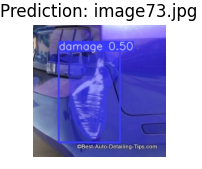 Prediction: image73.jpg
damage 0.50
©Best-Auto-Detailing-Tips.com